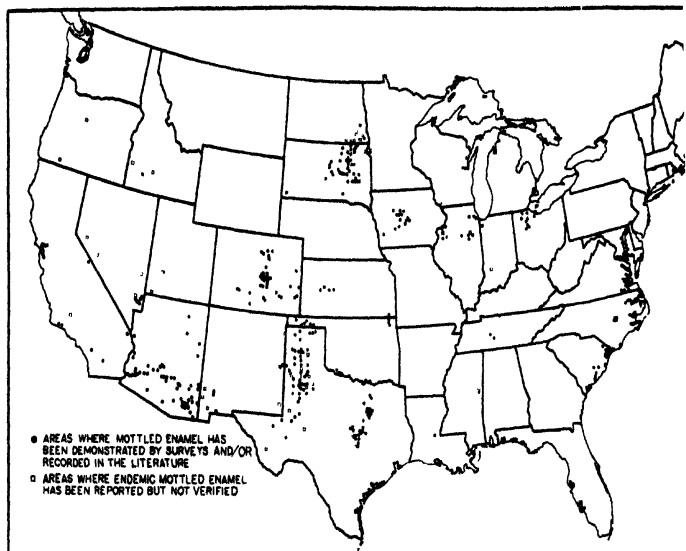 AREAS WHERE MOTTLED ENAMEL HAS
BEEN DEMONSTRATED BY SURVEYS AND/OR
RECORDED IN THE LITERATURE
AREAS WHERE ENDEMIC MOTTLED ENAMEL
HAS BEEN REPORTED BUT NOT VERIFIED